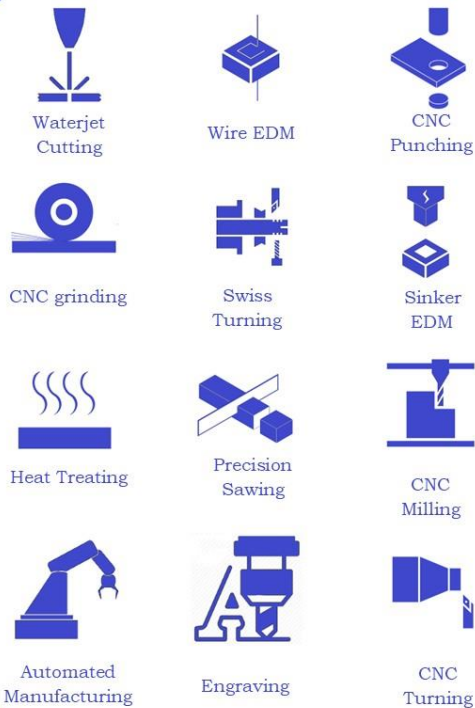 Waterjet
Cutting
Wire EDM
CNC
Punching
CNC grinding
Swiss
Turning
Sinker
EDM
Heat Treating
Precision
Sawing
CNC
Milling
A
Automated
Manufacturing
Engraving
CNC
Turning